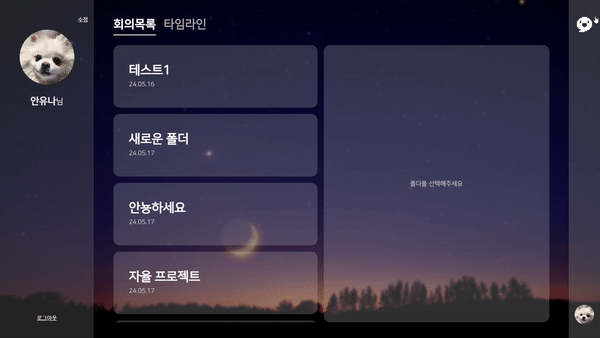 수정
안유나님
로그아웃
회의목록 타임라인
테스트1
24.05.16
새로운 폴더
24.05.17
안뇽하세요
24.05.17
자율 프로젝트
24.05.17
폴더를 선택해주세요